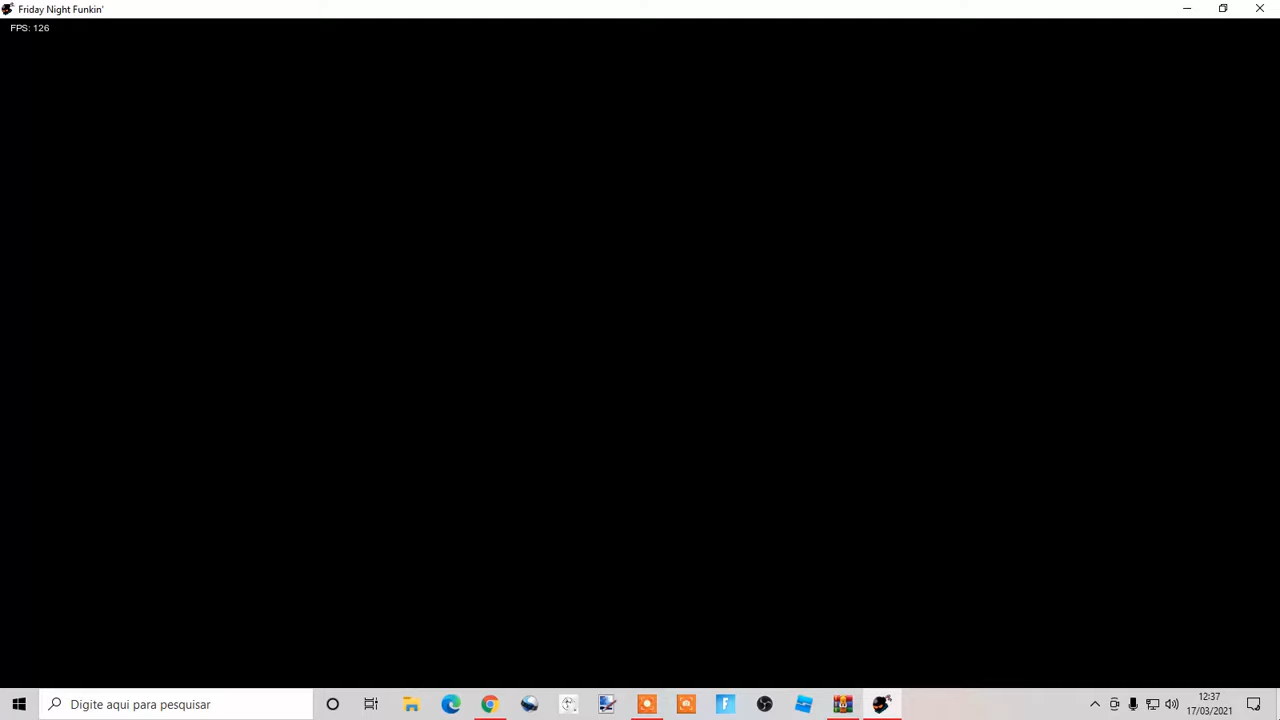 Friday Night Funkin'
FPS: 126
Digite aqui para pesquisar
12:37
17/03/2021